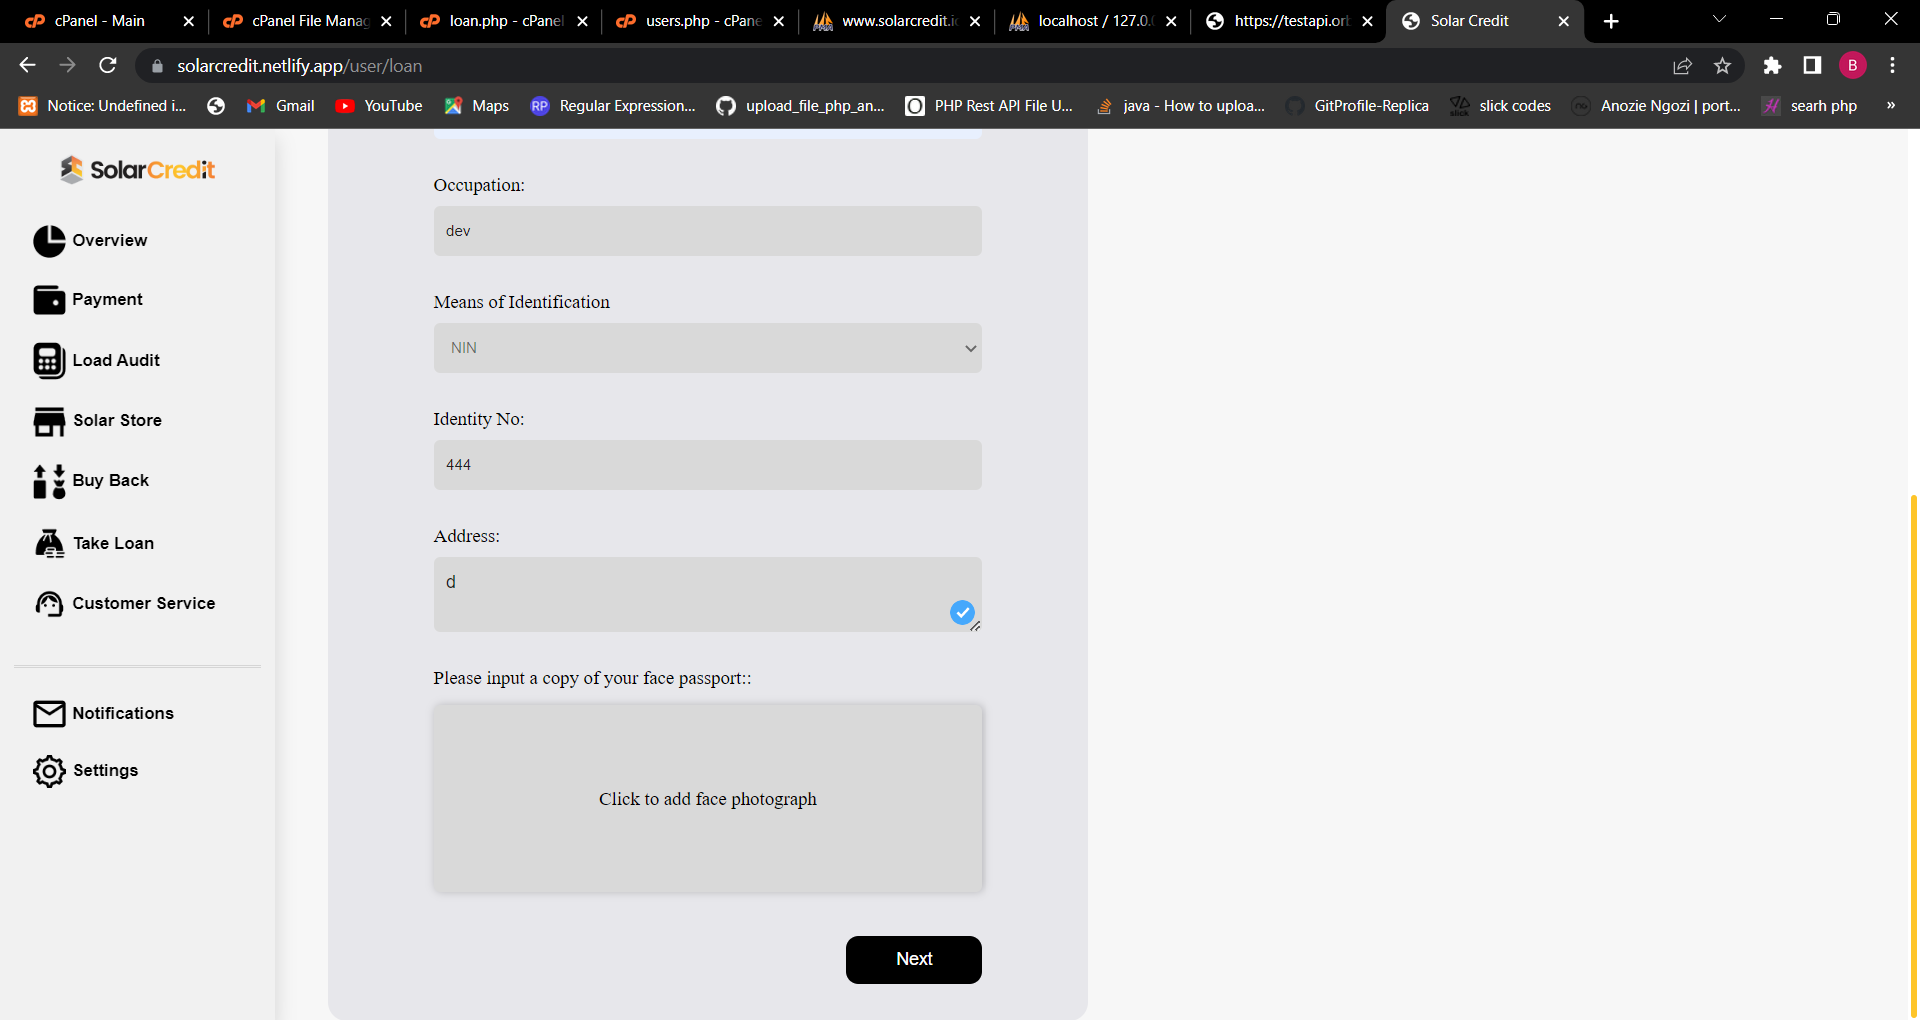 cPanel - Main
cPanel File Manag
loan.php - cPanel
users.php - cPane
www.solarcredit.i
localhost / 127.0.
https://testapi.or
Solar Credit
solarcredit.netlify.app/user/loan
B
Notice: Undefined i...
Gmail
YouTube
Maps
RP Regular Expression...
upload_file_php_an...
PHP Rest API File U...
java - How to uploa...
GitProfile-Replica
slick codes
Anozie Ngozi | port...
searh php
»
SolarCredit
Overview
Payment
Load Audit
Solar Store
Buy Back
Take Loan
Customer Service
Notifications
Settings
Occupation:
dev
Means of Identification
NIN
Identity No:
444
Address:
d
Please input a copy of your face passport::
Click to add face photograph
Next